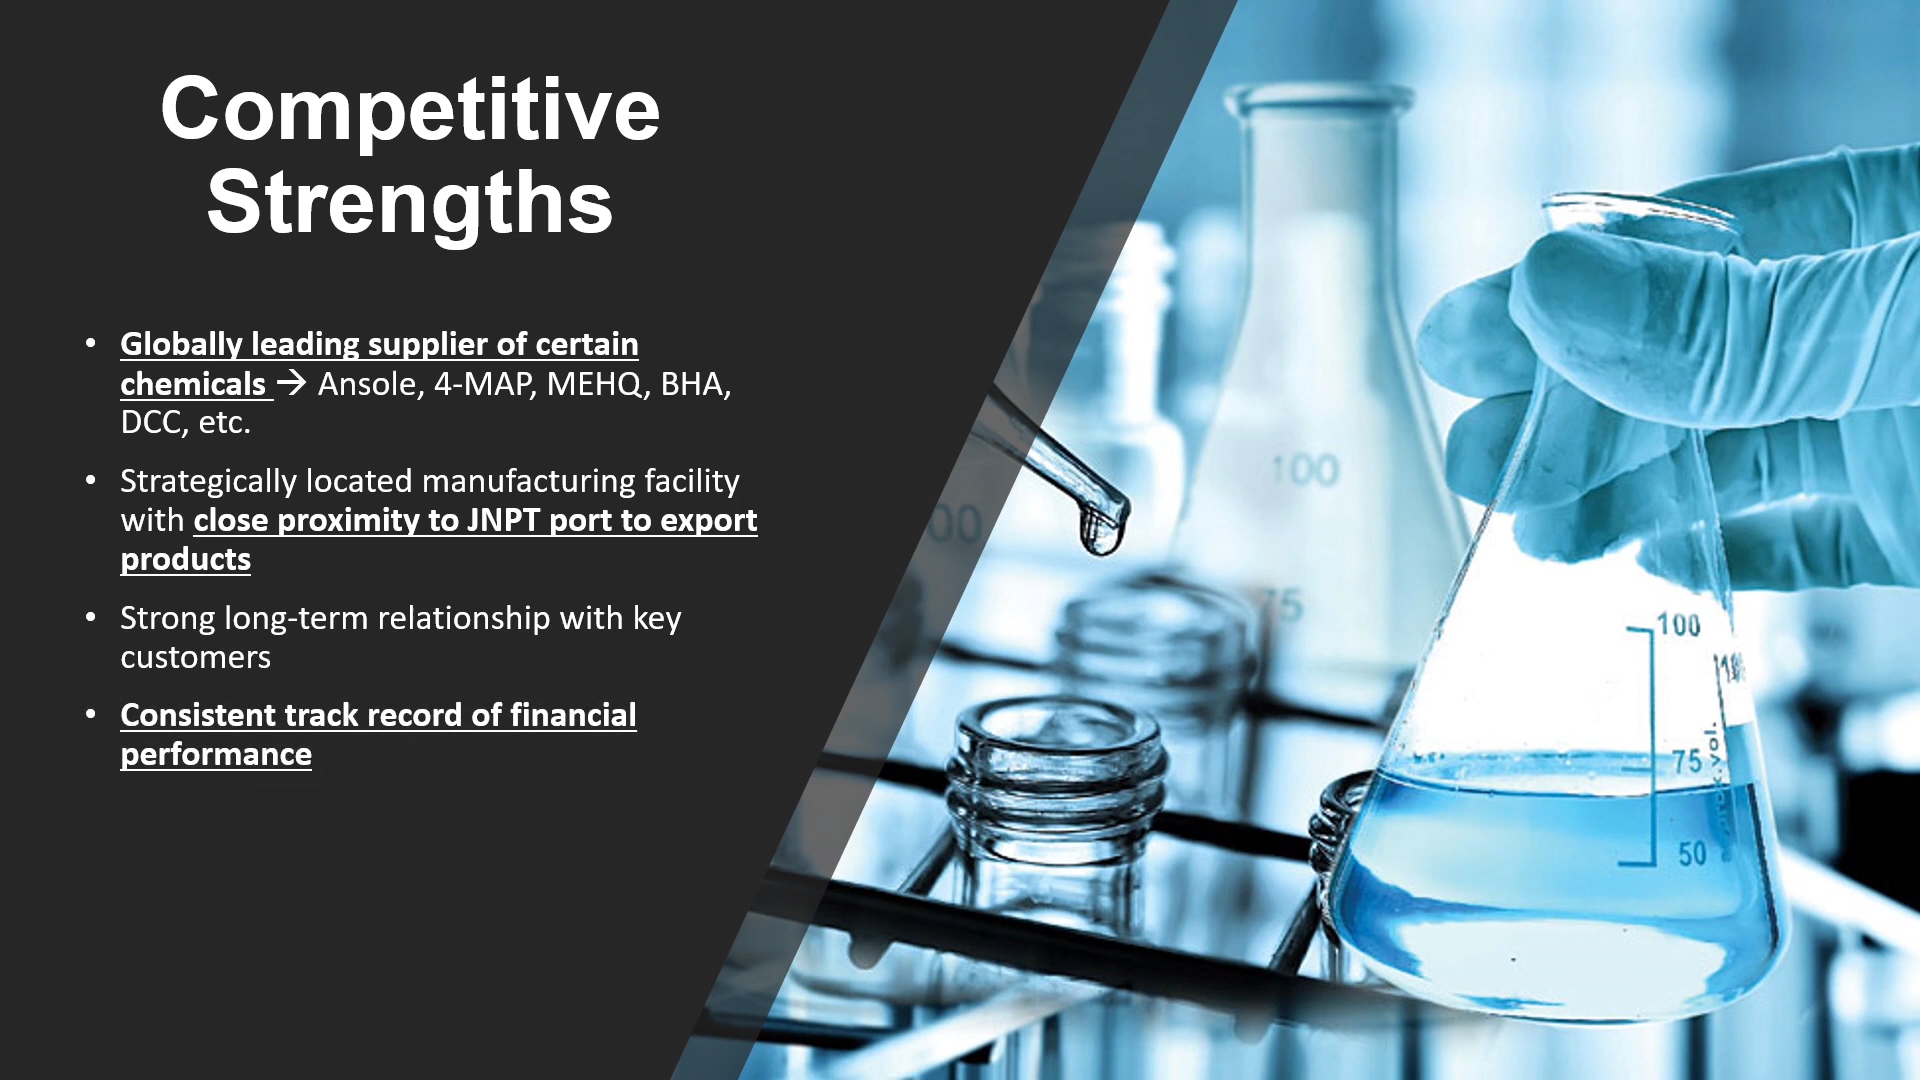 Competitive
Strengths
• Globally leading supplier of certain
chemicals → Ansole, 4-MAP, MEHQ, BHA,
DCC, etc.
• Strategically located manufacturing facility
with close proximity to JNPT port to export
products
• Strong long-term relationship with key
customers
• Consistent track record of financial
performance
100
75
00
100
75
50